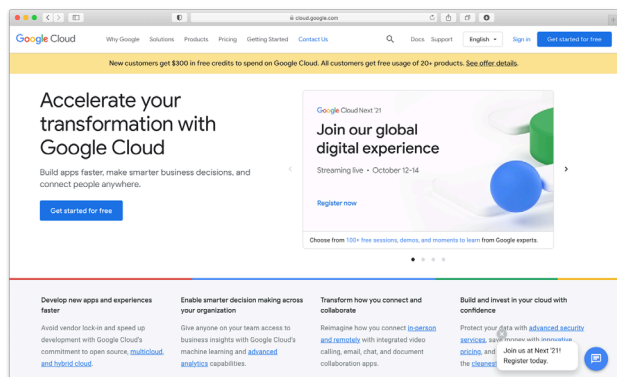 cloud.google.com
Google Cloud
Why Google Solutions Products Pricing Getting Started Contact Us
Docs Support English Sign in Get started for free
New customers get $300 in free credits to spend on Google Cloud. All customers get free usage of 20+ products. See offer details.
Accelerate your
transformation with
Google Cloud
Build apps faster, make smarter business decisions, and
connect people anywhere.
Get started for free
Google Cloud Next '21
Join our global
digital experience
Streaming live • October 12-14
Register now
Choose from 100+ free sessions, demos, and moments to learn from Google experts.
Develop new apps and experiences
faster
Avoid vendor lock-in and speed up
development with Google Cloud's
commitment to open source, multicloud,
and hybrid cloud.
Enable smarter decision making across
your organization
Give anyone on your team access to
business insights with Google Cloud's
machine learning and advanced
analytics capabilities.
Transform how you connect and
collaborate
Reimagine how you connect in-person
and remotely with integrated video
calling, email, chat, and document
collaboration apps.
Build and invest in your cloud with
confidence
Protect your data with advanced security
services, save money with innovative
pricing, and
the cleanest
Join us at Next '21!
Register today.